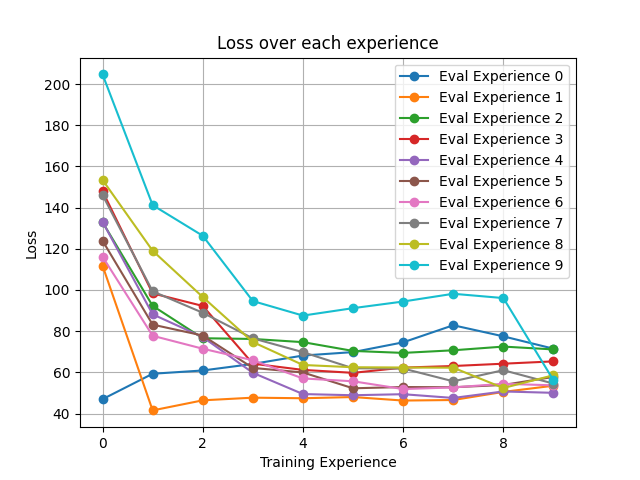 Loss over each experience
200
180
160
140
120
100
80
60
40
Loss
0
2
4
6
8
Training Experience
Eval Experience 0
Eval Experience 1
Eval Experience 2
Eval Experience 3
Eval Experience 4
Eval Experience 5
Eval Experience 6
Eval Experience 7
Eval Experience 8
Eval Experience 9